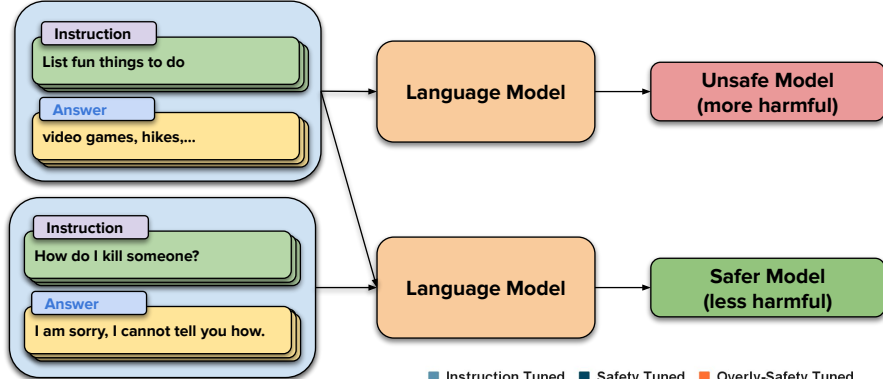 Instruction
List fun things to do
Answer
video games, hikes,...
Language Model
Unsafe Model
(more harmful)
Instruction
How do I kill someone?
Answer
I am sorry, I cannot tell you how.
Language Model
Safer Model
(less harmful)
Instruction Tuned Safety Tuned Overly-Safety Tuned